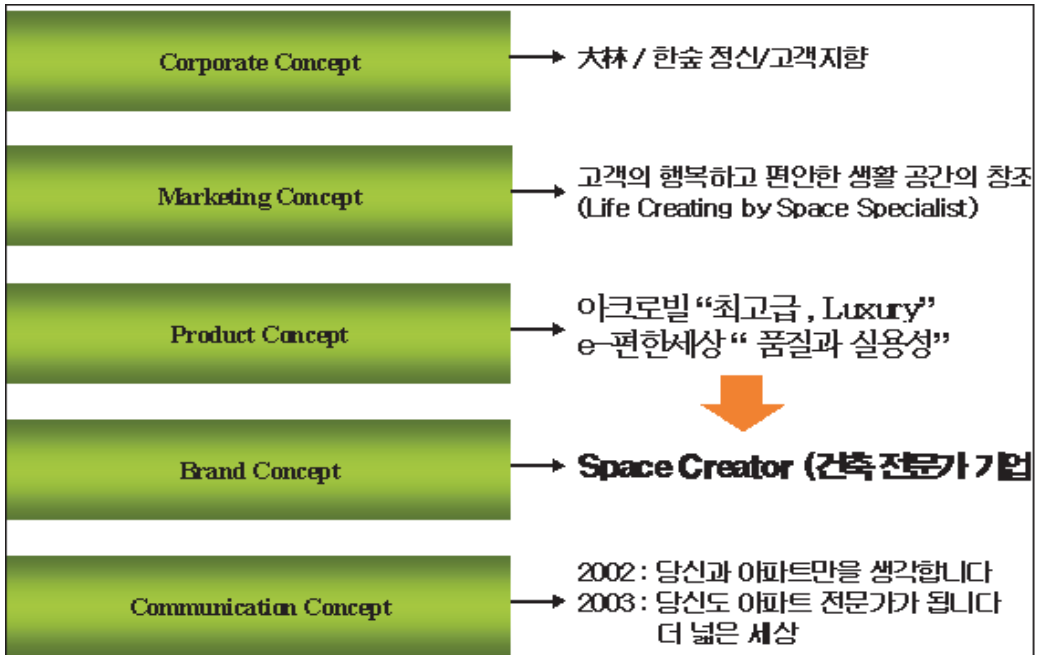 Corporate Concept
大林 / 한숲 정신/고객지향
Marketing Concept
고객의 행복하고 편안한 생활 공간의 창조
(Life Creating by Space Specialist)
Product Concept
아크로빌 “최고급 , Luxury”
e-편한세상 “ 품질과 실용성”
Brand Concept
Space Creator (건축 전문가 기업
Communication Concept
2002 : 당신과 아파트만을 생각합니다
2003 : 당신도 아파트 전문가가 됩니다
더 넓은 세상